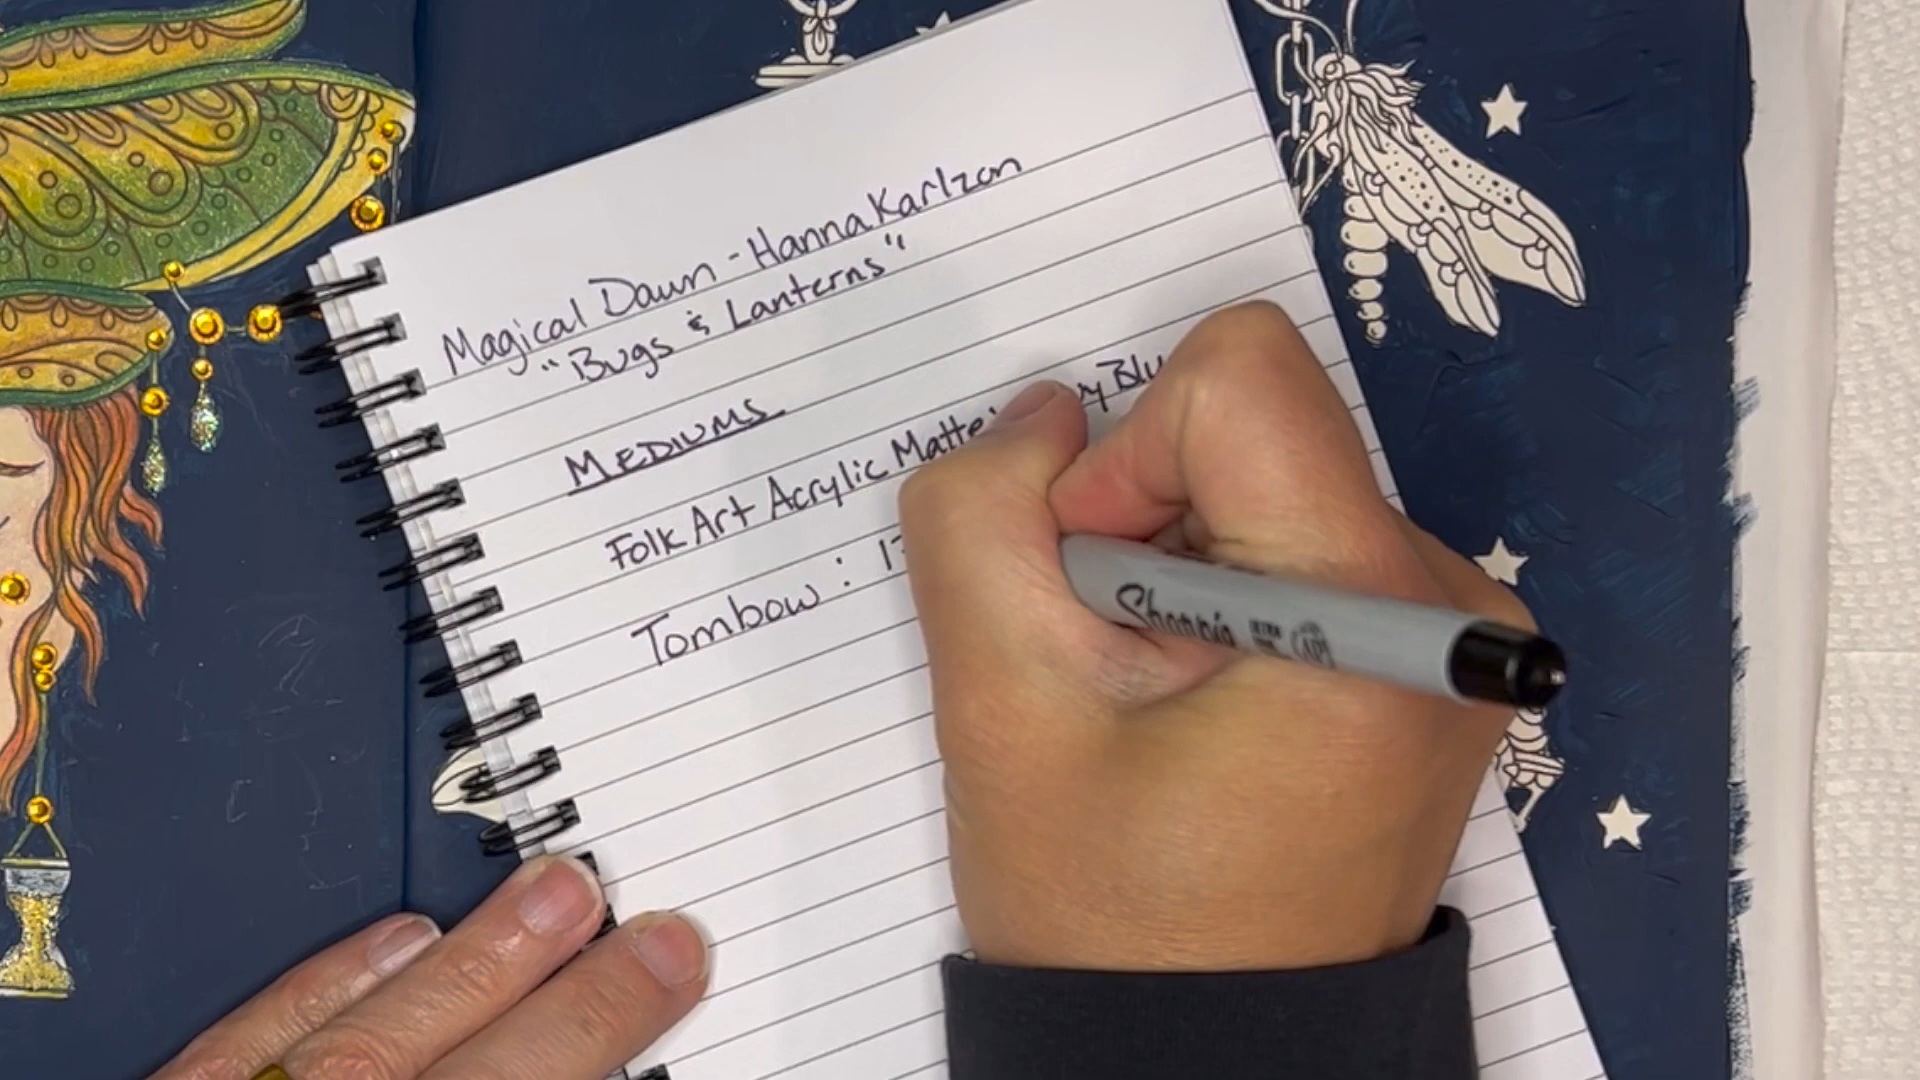 Magical Dawn - Hanna Karlzon
"Bugs & Lanterns"
MEDIUMS
Folk Art Acrylic Matte
Tombow :
Sharpie